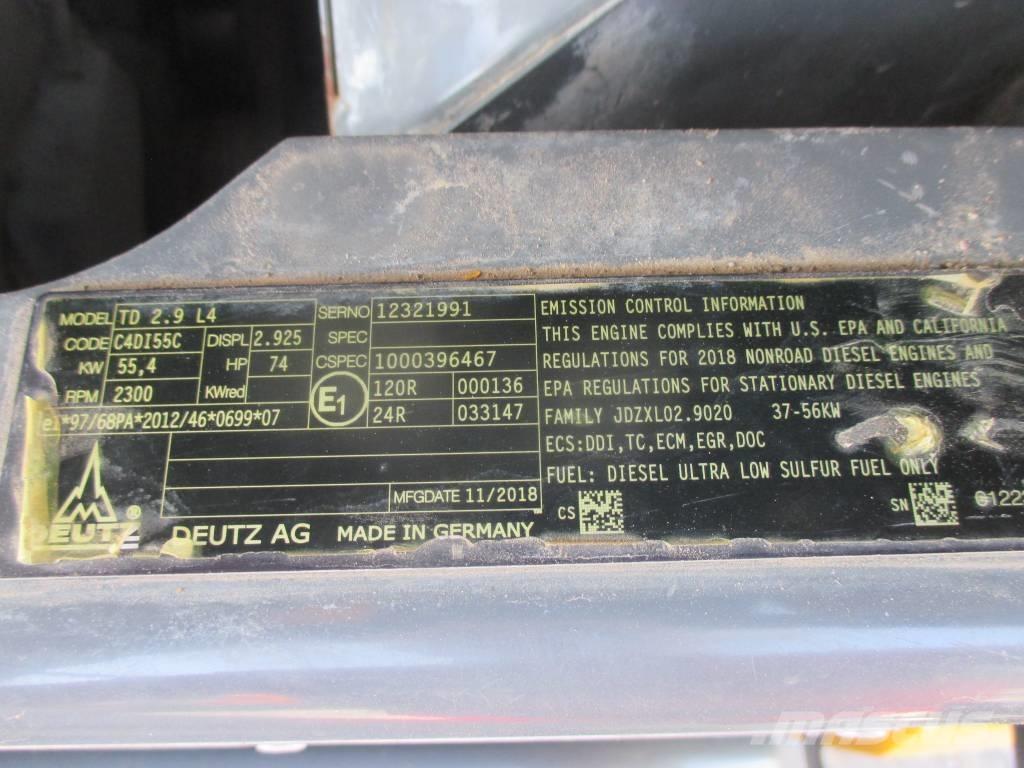 MODEL TD 2.9 L4
CODE C4DI55C DISPL 2.925
KW 55,4 HP 74
RPM 2300 KWred
e1*97/68PA*2012/46*0699*07
SERNO 12321991
SPEC
CSPEC 1000396467
E1 120R 000136
24R 033147
MFGDATE 11/2018
DEUTZ ®
DEUTZ AG MADE IN GERMANY
EMISSION CONTROL INFORMATION
THIS ENGINE COMPLIES WITH U.S. EPA AND CALIFORNIA
REGULATIONS FOR 2018 NONROAD DIESEL ENGINES AND
EPA REGULATIONS FOR STATIONARY DIESEL ENGINES
FAMILY JDZXL02.9020 37-56KW
ECS:DDI,TC,ECM,EGR,DOC
FUEL: DIESEL ULTRA LOW SULFUR FUEL ONLY
CS SN
MASCUS